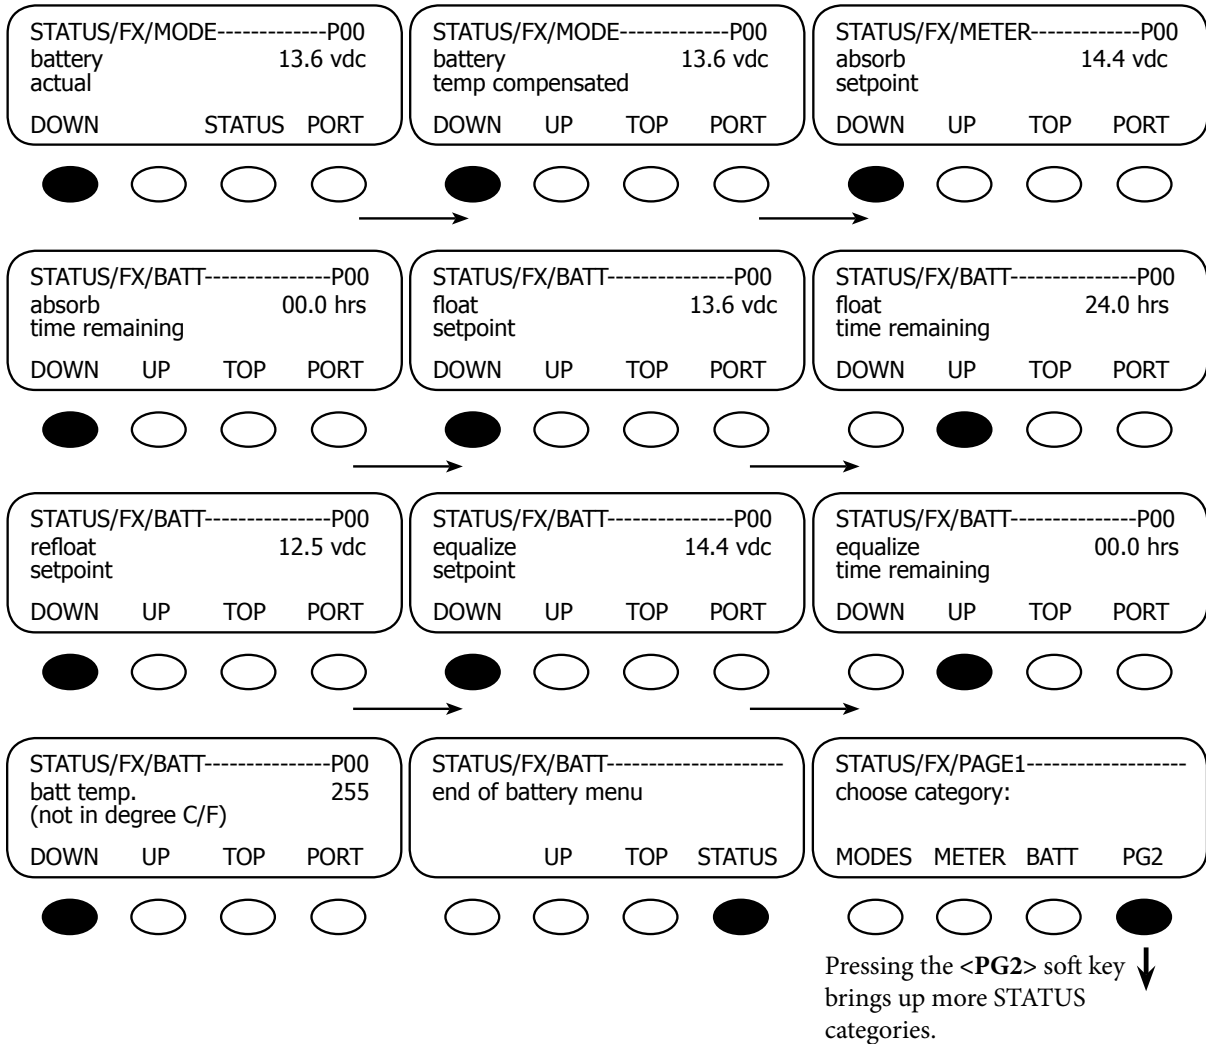 STATUS/FX/MODE-------------P00
battery 13.6 vdc
actual
DOWN STATUS PORT
STATUS/FX/MODE-------------P00
battery 13.6 vdc
temp compensated
DOWN UP TOP PORT
STATUS/FX/METER-------------P00
absorb 14.4 vdc
setpoint
DOWN UP TOP PORT
STATUS/FX/BATT---------------P00
absorb 00.0 hrs
time remaining
DOWN UP TOP PORT
STATUS/FX/BATT---------------P00
float 13.6 vdc
setpoint
DOWN UP TOP PORT
STATUS/FX/BATT---------------P00
float 24.0 hrs
time remaining
DOWN UP TOP PORT
STATUS/FX/BATT---------------P00
refloat 12.5 vdc
setpoint
DOWN UP TOP PORT
STATUS/FX/BATT---------------P00
equalize 14.4 vdc
setpoint
DOWN UP TOP PORT
STATUS/FX/BATT---------------P00
equalize 00.0 hrs
time remaining
DOWN UP TOP PORT
STATUS/FX/BATT---------------P00
batt temp. 255
(not in degree C/F)
DOWN UP TOP PORT
STATUS/FX/BATT---------------------
end of battery menu
UP TOP STATUS
STATUS/FX/PAGE1-------------------
choose category:
MODES METER BATT PG2
Pressing the <PG2> soft key
brings up more STATUS
categories.